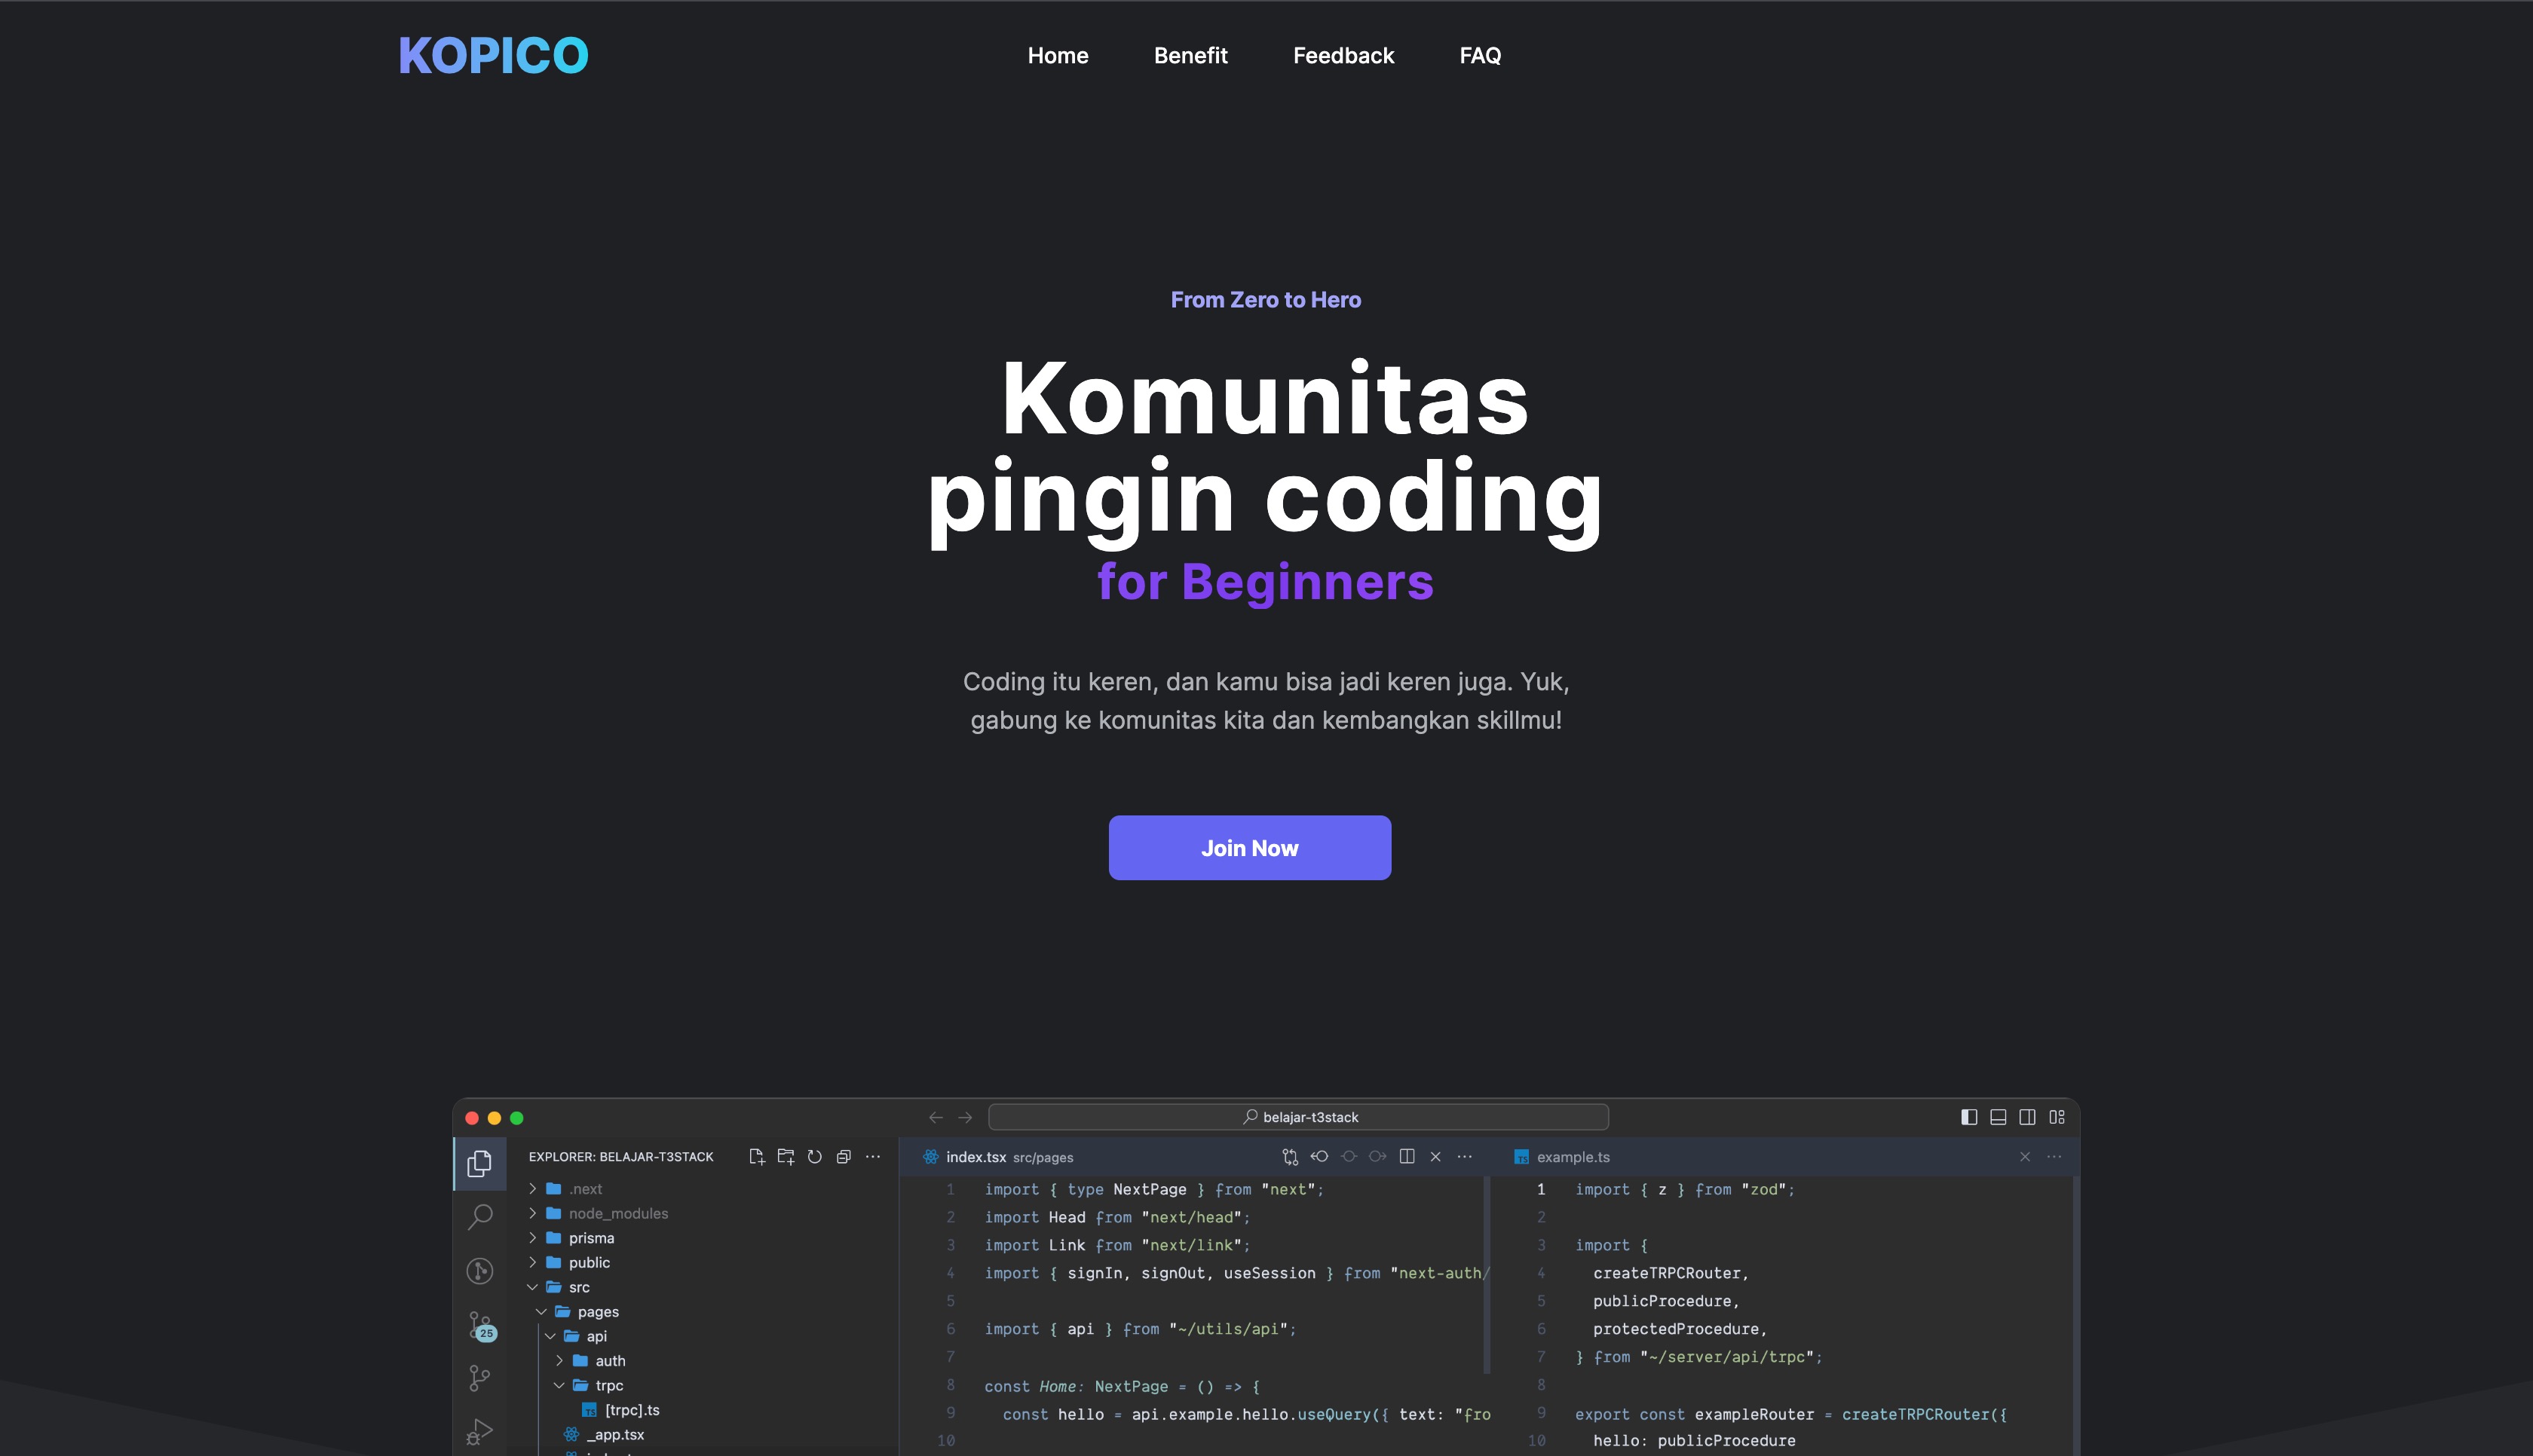 KOPICO
Home Benefit Feedback FAQ
From Zero to Hero
Komunitas
pingin coding
for Beginners
Coding itu keren, dan kamu bisa jadi keren juga. Yuk,
gabung ke komunitas kita dan kembangkan skillmu!
Join Now
belajar-t3stack
EXPLORER: BELAJAR-T3STACK
.next
node_modules
prisma
public
src
pages
api
auth
trpc
TS [trpc].ts
_app.tsx
25
index.tsx src/pages
1 import { type NextPage } from "next";
2 import Head from "next/head";
3 import Link from "next/link";
4 import { signIn, signOut, useSession } from "next-auth/
5
6 import { api } from "~/utils/api";
7
8 const Home: NextPage = () => {
9 const hello = api.example.hello.useQuery({ text: "fro
10
TS example.ts
1 import { z } from "zod";
2
3 import {
4 createTRPCRouter,
5 publicProcedure,
6 protectedProcedure,
7 } from "~/server/api/trpc";
8
9 export const exampleRouter = createTRPCRouter({
10 hello: publicProcedure